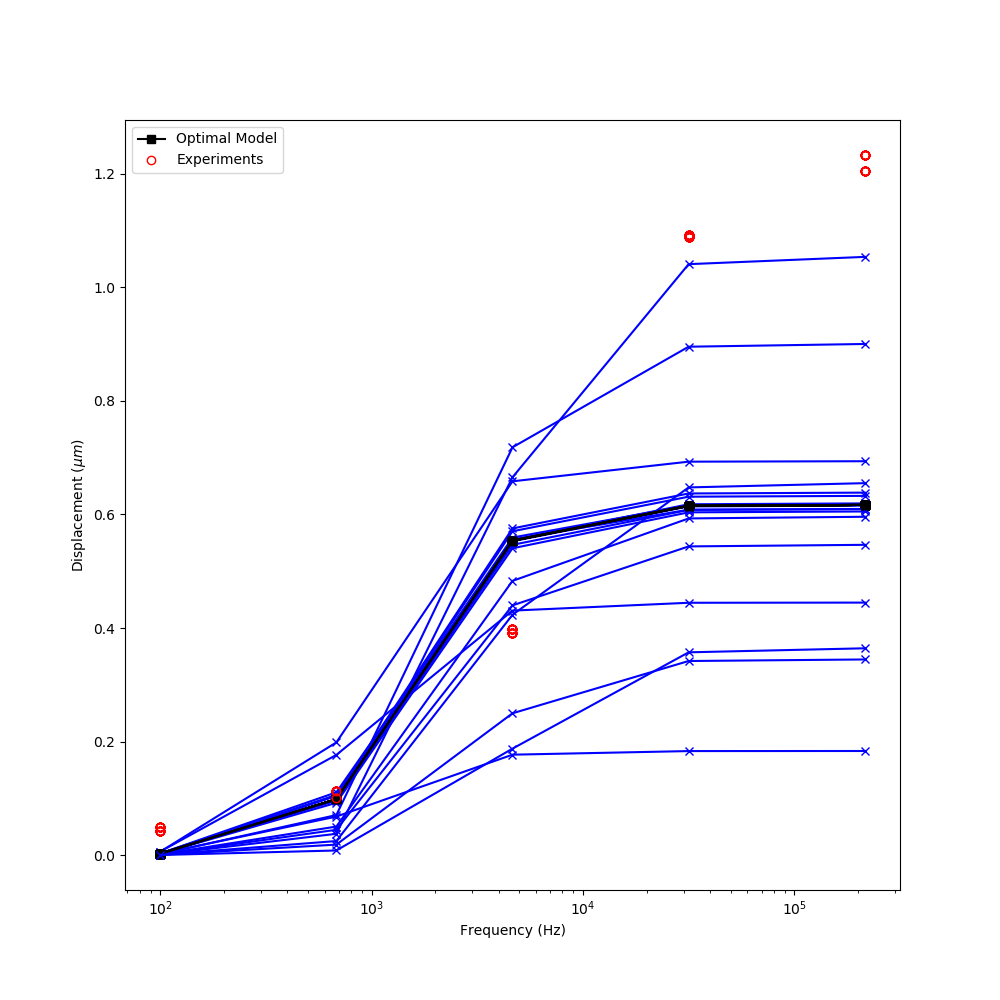 Optimal Model
Experiments
1.2
1.0
0.8
0.6
0.4
0.2
0.0
Displacement (μm)
10²
10³
10⁴
10⁵
Frequency (Hz)